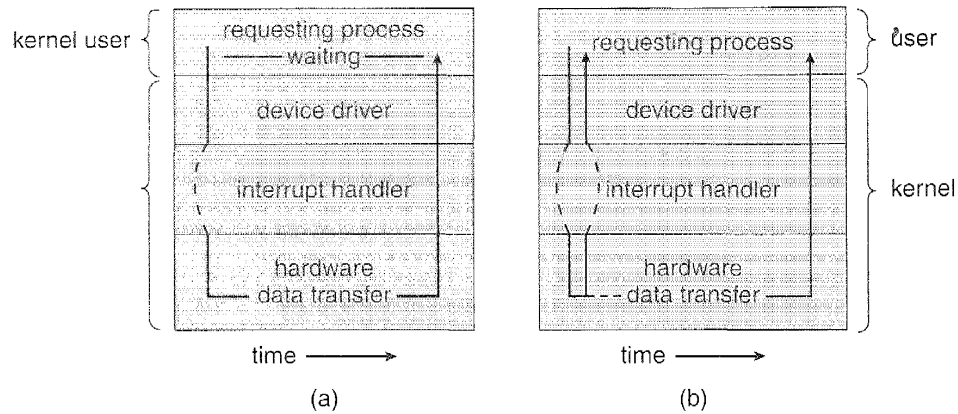 kernel user
requesting process
waiting
device driver
interrupt handler
hardware
data transfer
time
(a)
requesting process
user
device driver
interrupt handler
kernel
hardware
data transfer
time
(b)